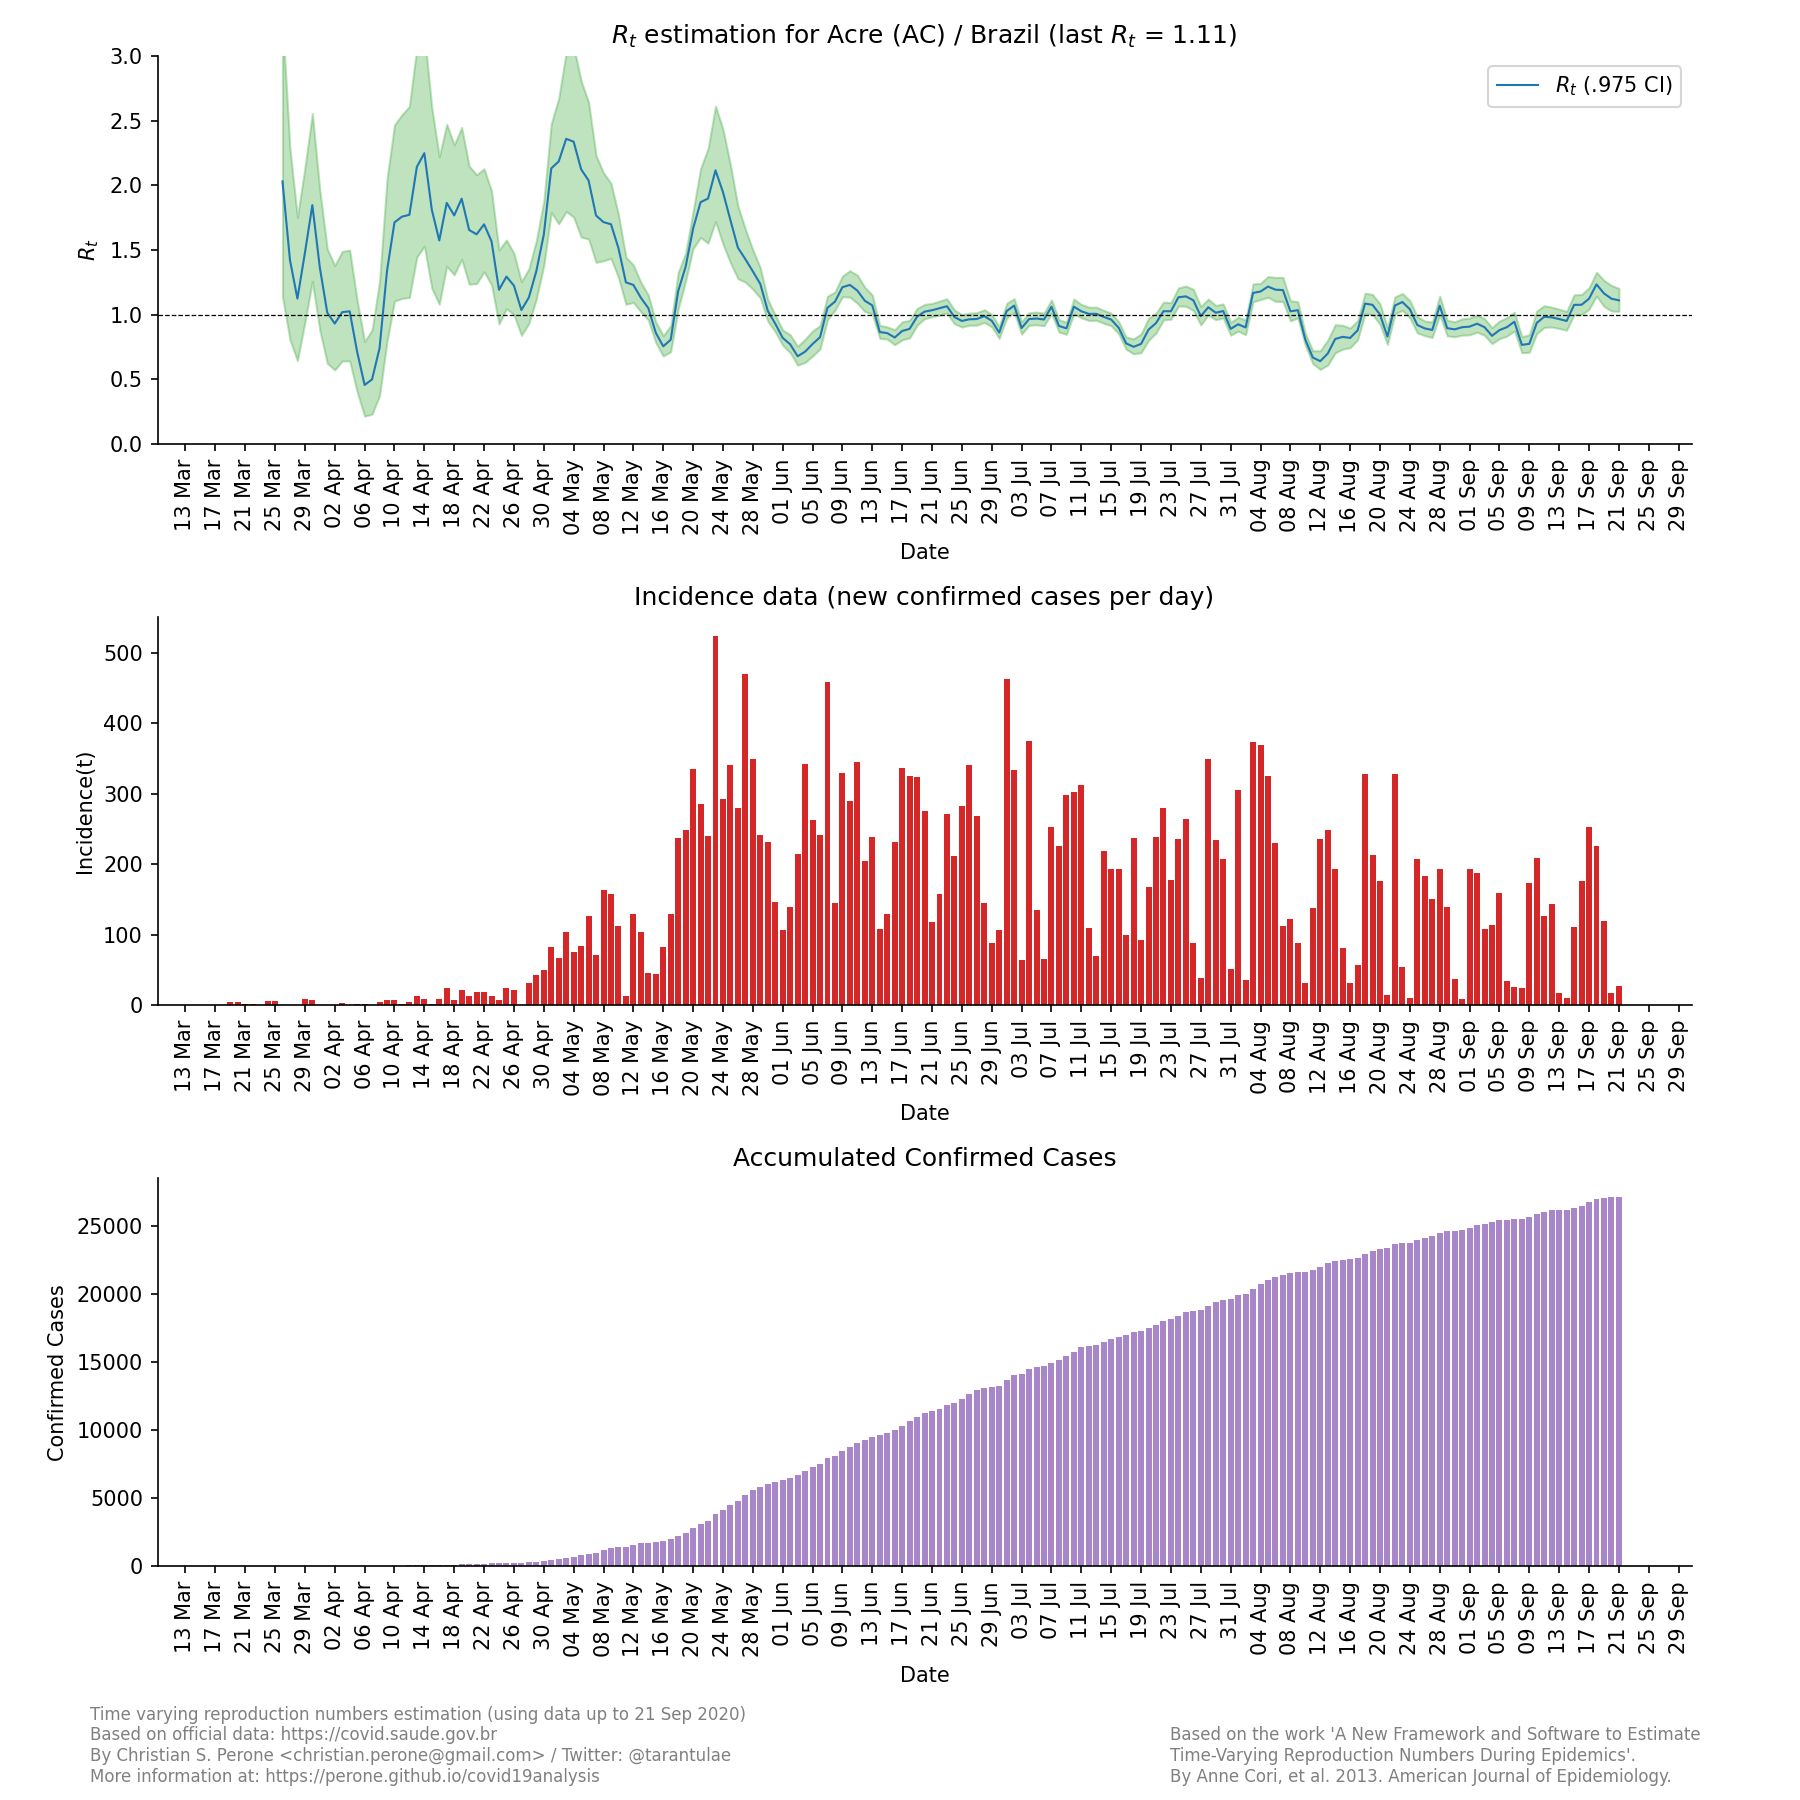 Rt estimation for Acre (AC) / Brazil (last Rt = 1.11)
3.0
2.5
2.0
1.5
1.0
0.5
0.0
Rt
Rt (.975 CI)
13 Mar 17 Mar 21 Mar 25 Mar 29 Mar 02 Apr 06 Apr 10 Apr 14 Apr 18 Apr 22 Apr 26 Apr 30 Apr 04 May 08 May 12 May 16 May 20 May 24 May 28 May 01 Jun 05 Jun 09 Jun 13 Jun 17 Jun 21 Jun 25 Jun 29 Jun 03 Jul 07 Jul 11 Jul 15 Jul 19 Jul 23 Jul 27 Jul 31 Jul 04 Aug 08 Aug 12 Aug 16 Aug 20 Aug 24 Aug 28 Aug 01 Sep 05 Sep 09 Sep 13 Sep 17 Sep 21 Sep 25 Sep 29 Sep
Date
Incidence data (new confirmed cases per day)
500
400
300
200
100
0
Incidence(t)
13 Mar 17 Mar 21 Mar 25 Mar 29 Mar 02 Apr 06 Apr 10 Apr 14 Apr 18 Apr 22 Apr 26 Apr 30 Apr 04 May 08 May 12 May 16 May 20 May 24 May 28 May 01 Jun 05 Jun 09 Jun 13 Jun 17 Jun 21 Jun 25 Jun 29 Jun 03 Jul 07 Jul 11 Jul 15 Jul 19 Jul 23 Jul 27 Jul 31 Jul 04 Aug 08 Aug 12 Aug 16 Aug 20 Aug 24 Aug 28 Aug 01 Sep 05 Sep 09 Sep 13 Sep 17 Sep 21 Sep 25 Sep 29 Sep
Date
Accumulated Confirmed Cases
25000
20000
15000
10000
5000
0
Confirmed Cases
13 Mar 17 Mar 21 Mar 25 Mar 29 Mar 02 Apr 06 Apr 10 Apr 14 Apr 18 Apr 22 Apr 26 Apr 30 Apr 04 May 08 May 12 May 16 May 20 May 24 May 28 May 01 Jun 05 Jun 09 Jun 13 Jun 17 Jun 21 Jun 25 Jun 29 Jun 03 Jul 07 Jul 11 Jul 15 Jul 19 Jul 23 Jul 27 Jul 31 Jul 04 Aug 08 Aug 12 Aug 16 Aug 20 Aug 24 Aug 28 Aug 01 Sep 05 Sep 09 Sep 13 Sep 17 Sep 21 Sep 25 Sep 29 Sep
Date
Time varying reproduction numbers estimation (using data up to 21 Sep 2020)
Based on official data: https://covid.saude.gov.br
By Christian S. Perone <christian.perone@gmail.com> / Twitter: @tarantulae
More information at: https://perone.github.io/covid19analysis
Based on the work 'A New Framework and Software to Estimate
Time-Varying Reproduction Numbers During Epidemics'.
By Anne Cori, et al. 2013. American Journal of Epidemiology.